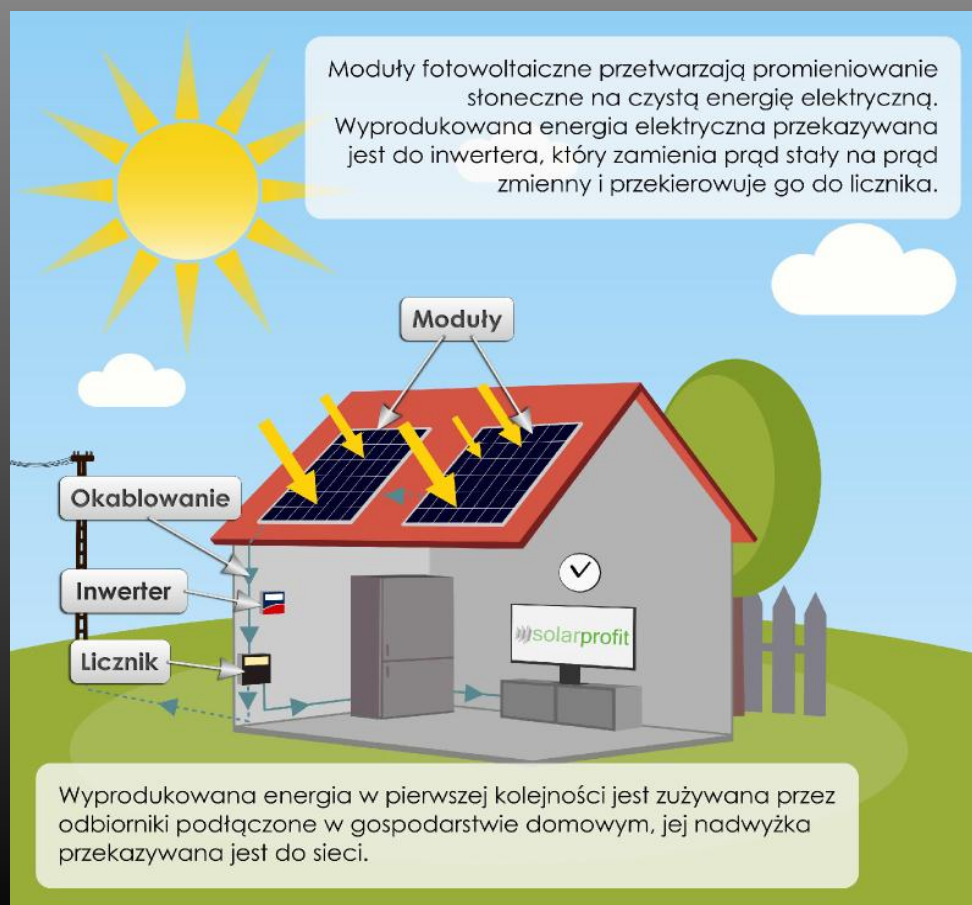 Moduły fotowoltaiczne przetwarzają promieniowanie
słoneczne na czystą energię elektryczną.
Wyprodukowana energia elektryczna przekazywana
jest do inwertera, który zamienia prąd stały na prąd
zmienny i przekierowuje go do licznika.
Moduły
Okablowanie
Inwerter
Licznik
solarprofit
Wyprodukowana energia w pierwszej kolejności jest zużywana przez
odbiorniki podłączone w gospodarstwie domowym, jej nadwyżka
przekazywana jest do sieci.